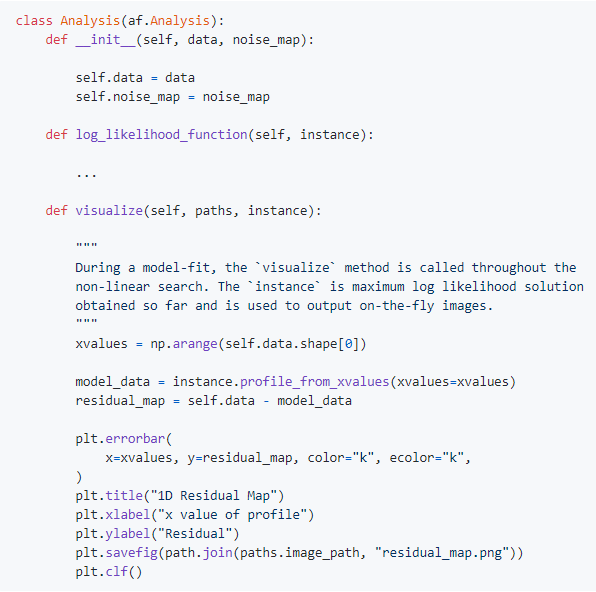 class Analysis(af.Analysis):
    def __init__(self, data, noise_map):
        self.data = data
        self.noise_map = noise_map
    def log_likelihood_function(self, instance):
        ...
    def visualize(self, paths, instance):
        """
        During a model-fit, the `visualize` method is called throughout the
        non-linear search. The `instance` is maximum log likelihood solution
        obtained so far and is used to output on-the-fly images.
        """
        xvalues = np.arange(self.data.shape[0])
        model_data = instance.profile_from_xvalues(xvalues=xvalues)
        residual_map = self.data - model_data
        plt.errorbar(
            x=xvalues, y=residual_map, color="k", ecolor="k",
        )
        plt.title("1D Residual Map")
        plt.xlabel("x value of profile")
        plt.ylabel("Residual")
        plt.savefig(path.join(paths.image_path, "residual_map.png"))
        plt.clf()